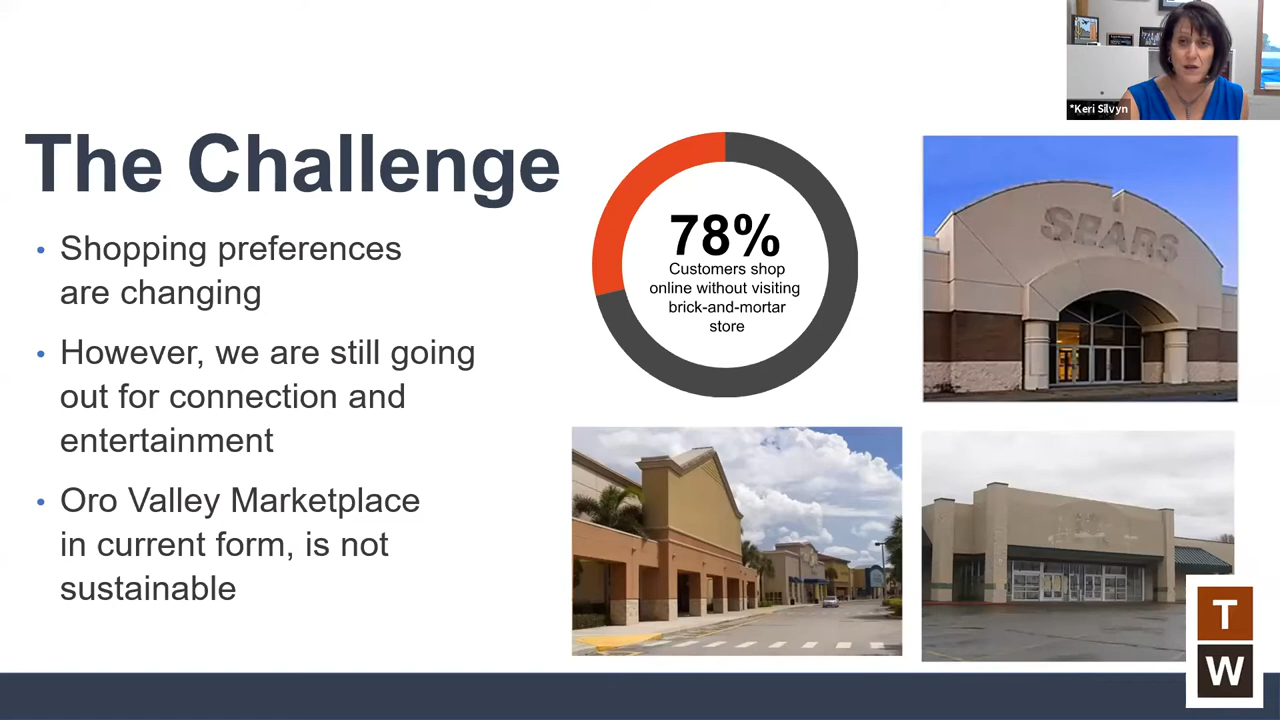 *Keri Silvyn
The Challenge
• Shopping preferences
are changing
• However, we are still going
out for connection and
entertainment
• Oro Valley Marketplace
in current form, is not
sustainable
78%
Customers shop
online without visiting
brick-and-mortar
store
SEARS
T
W